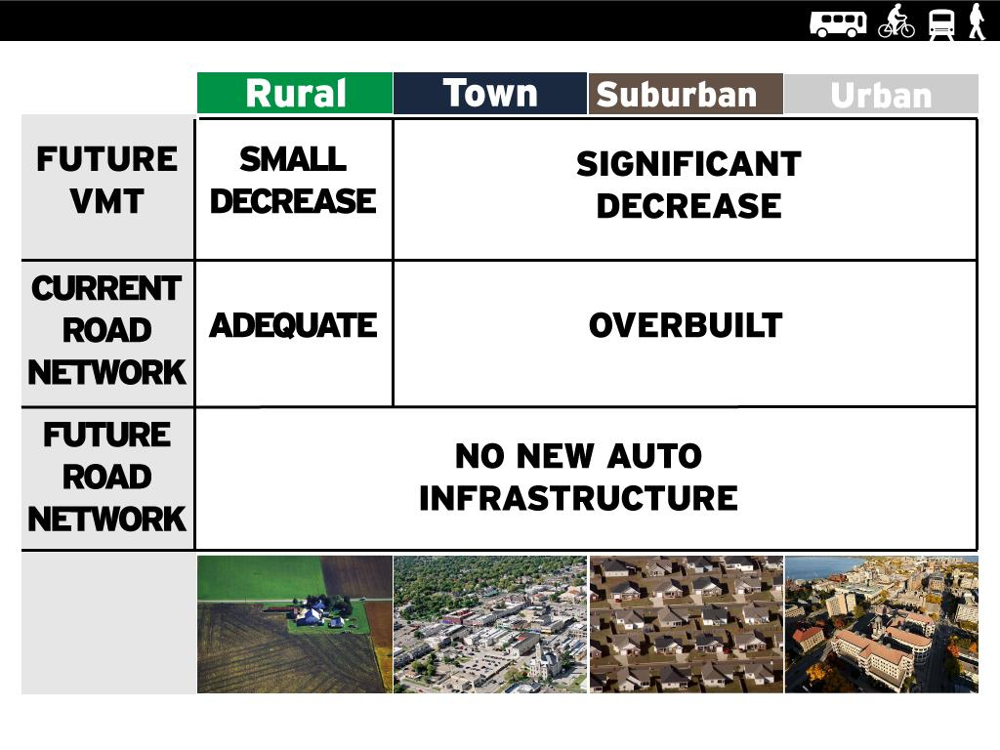 Rural Town Suburban Urban
FUTURE
VMT
SMALL
DECREASE
SIGNIFICANT
DECREASE
CURRENT
ROAD
NETWORK
ADEQUATE
OVERBUILT
FUTURE
ROAD
NETWORK
NO NEW AUTO
INFRASTRUCTURE